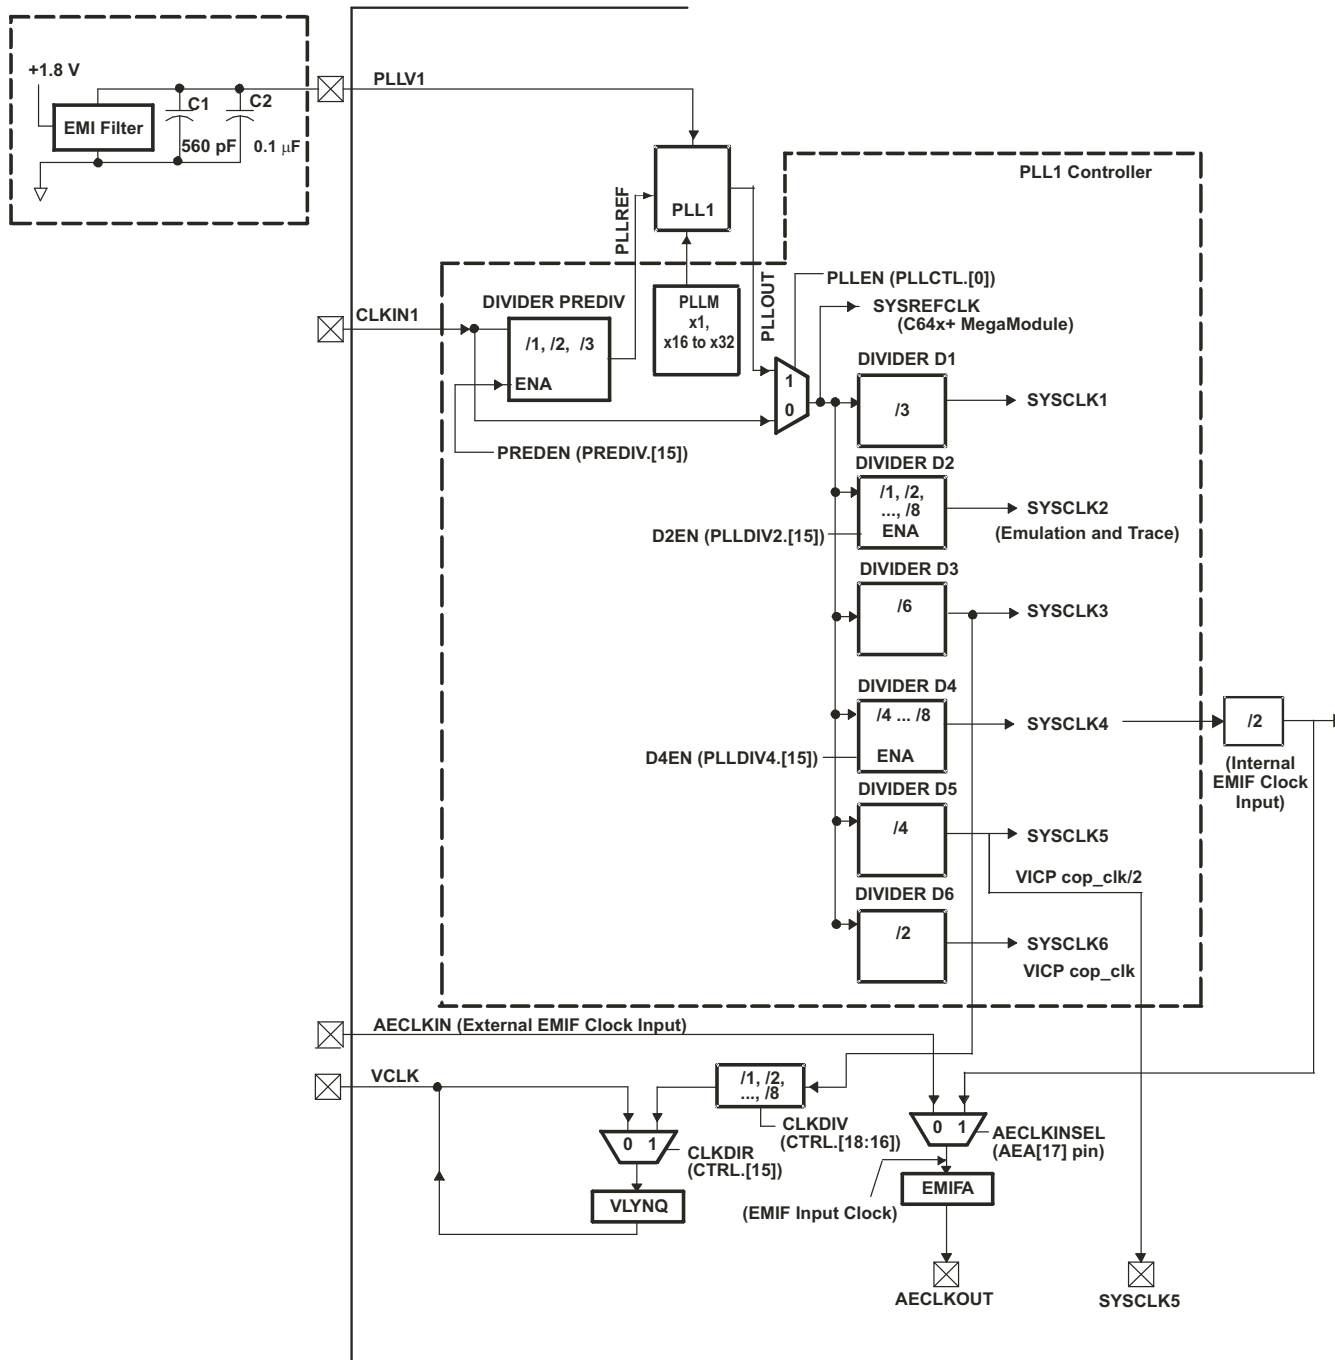 +1.8 V
EMI Filter
C1
C2
560 pF
0.1 μF
PLLV1
PLL1 Controller
PLLREF
PLL1
PLLOUT
PLLEN (PLLCTL.[0])
CLKIN1
DIVIDER PREDIV
/1, /2, /3
ENA
PLLM
x1,
x16 to x32
SYSREFCLK
(C64x+ MegaModule)
1
0
PREDEN (PREDIV.[15])
DIVIDER D1
/3
SYSCLK1
DIVIDER D2
/1, /2,
..., /8
ENA
SYSCLK2
(Emulation and Trace)
D2EN (PLLDIV2.[15])
DIVIDER D3
/6
SYSCLK3
DIVIDER D4
/4 ... /8
ENA
SYSCLK4
D4EN (PLLDIV4.[15])
/2
(Internal
EMIF Clock
Input)
DIVIDER D5
/4
SYSCLK5
VICP cop_clk/2
DIVIDER D6
/2
SYSCLK6
VICP cop_clk
AECLKIN (External EMIF Clock Input)
VCLK
/1, /2,
..., /8
CLKDIV
(CTRL.[18:16])
0 1
CLKDIR
(CTRL.[15])
VLYNQ
0 1
AECLKINSEL
(AEA[17] pin)
EMIFA
(EMIF Input Clock)
AECLKOUT
SYSCLK5